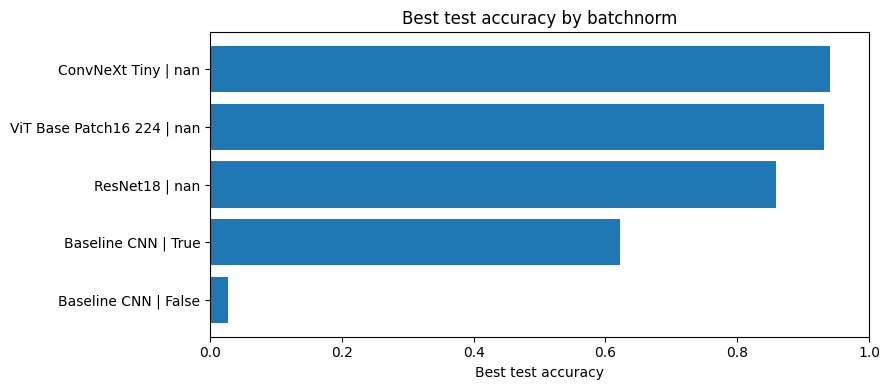 Best test accuracy by batchnorm
ConvNeXt Tiny | nan
ViT Base Patch16 224 | nan
ResNet18 | nan
Baseline CNN | True
Baseline CNN | False
0.0 0.2 0.4 0.6 0.8 1.0
Best test accuracy